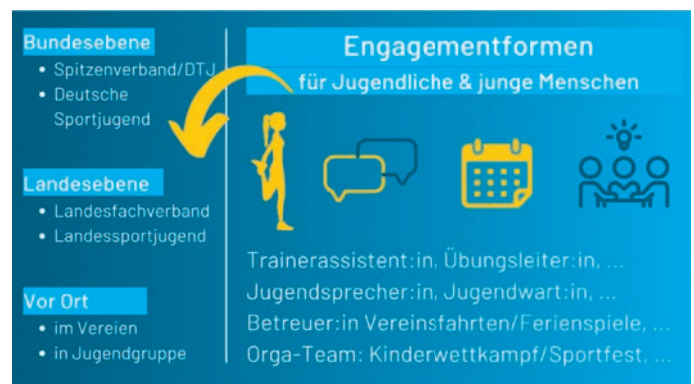 Bundesebene
• Spitzenverband/DTJ
• Deutsche
Sportjugend
Landesebene
• Landesfachverband
• Landessportjugend
Vor Ort
• im Vereien
• in Jugendgruppe
Engagementformen
für Jugendliche & junge Menschen
Trainerassistent:in, Übungsleiter:in, ...
Jugendsprecher:in, Jugendwart:in, ...
Betreuer:in Vereinsfahrten/Ferienspiele, ...
Orga-Team: Kinderwettkampf/Sportfest, ...